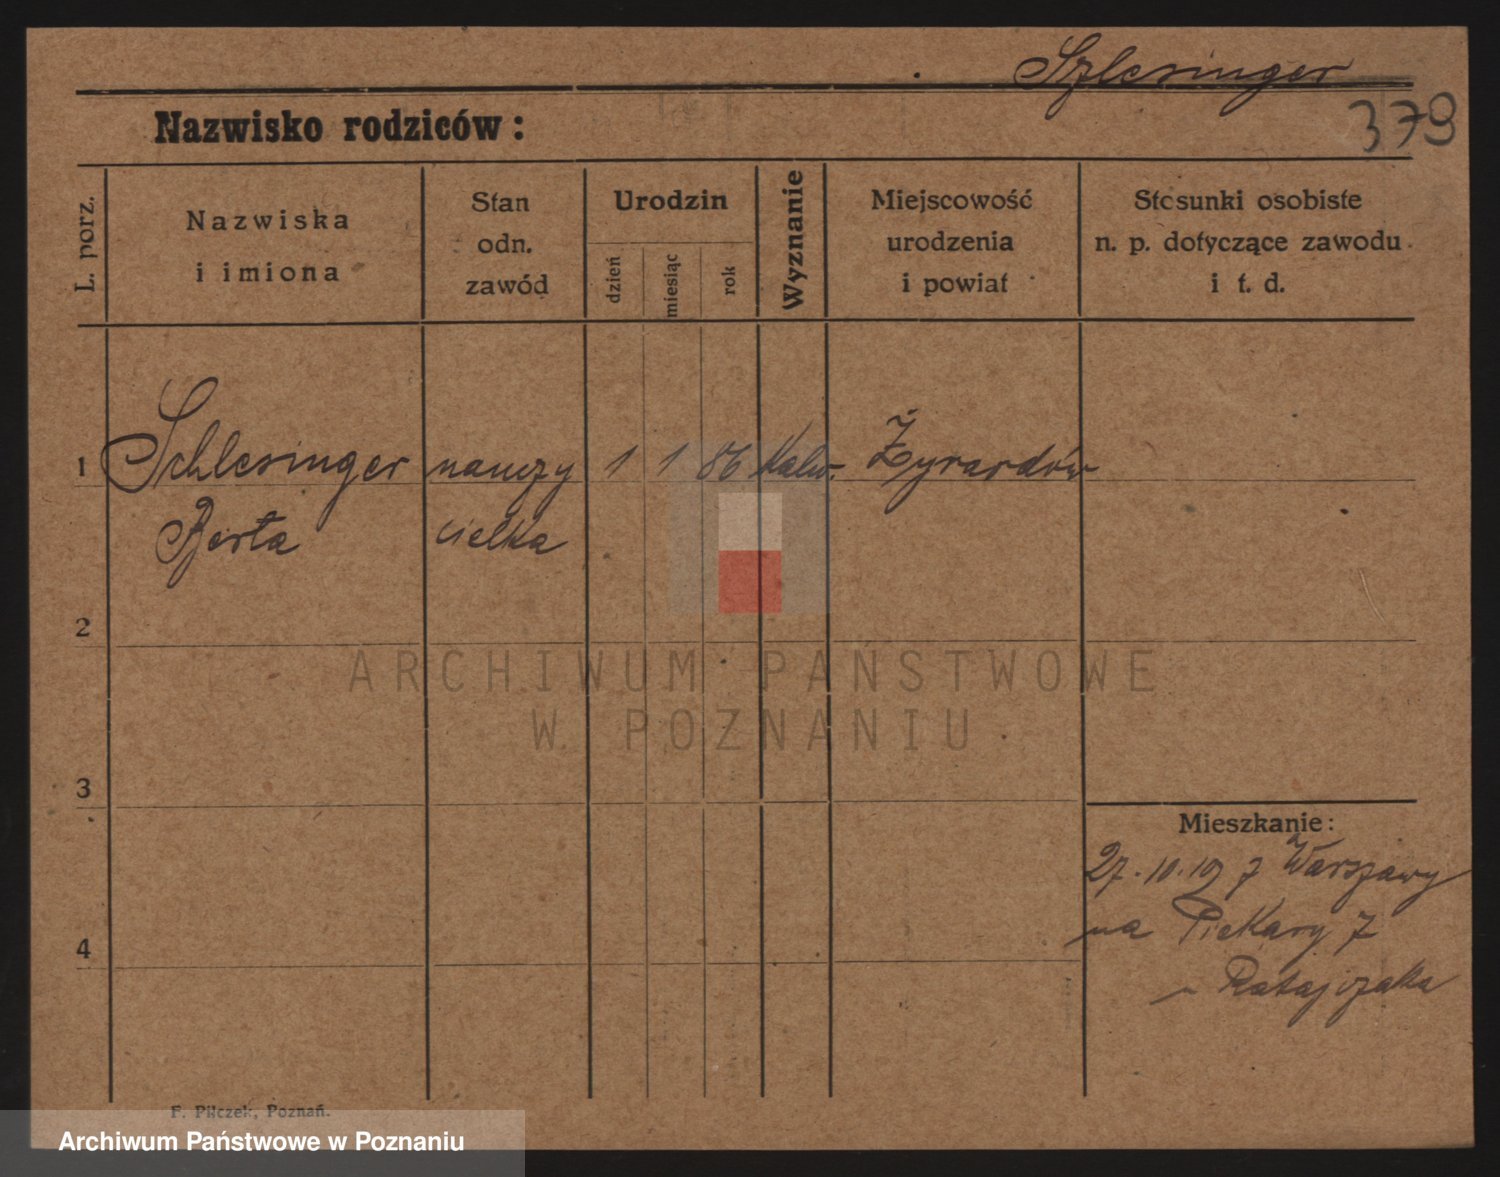 Szlesinger
379
Nazwisko rodziców:
L. porz.
Nazwiska
i imiona
Stan
odn.
zawód
Urodzin
dzień
miesiąc
rok
Wyznanie
Miejscowość
urodzenia
i powiat
Stosunki osobiste
n. p. dotyczące zawodu
i t. d.
1 Schlesinger nauczy 1 1 86 Kalw. Żyrardów
Berta cielka
2
ARCHIWUM PAŃSTWOWE
W POZNANIU
3
Mieszkanie:
27.10.19 z Warszawy
na Piekary 7
4
" Ratajczaka
F. Pilczek, Poznań.
Archiwum Państwowe w Poznaniu